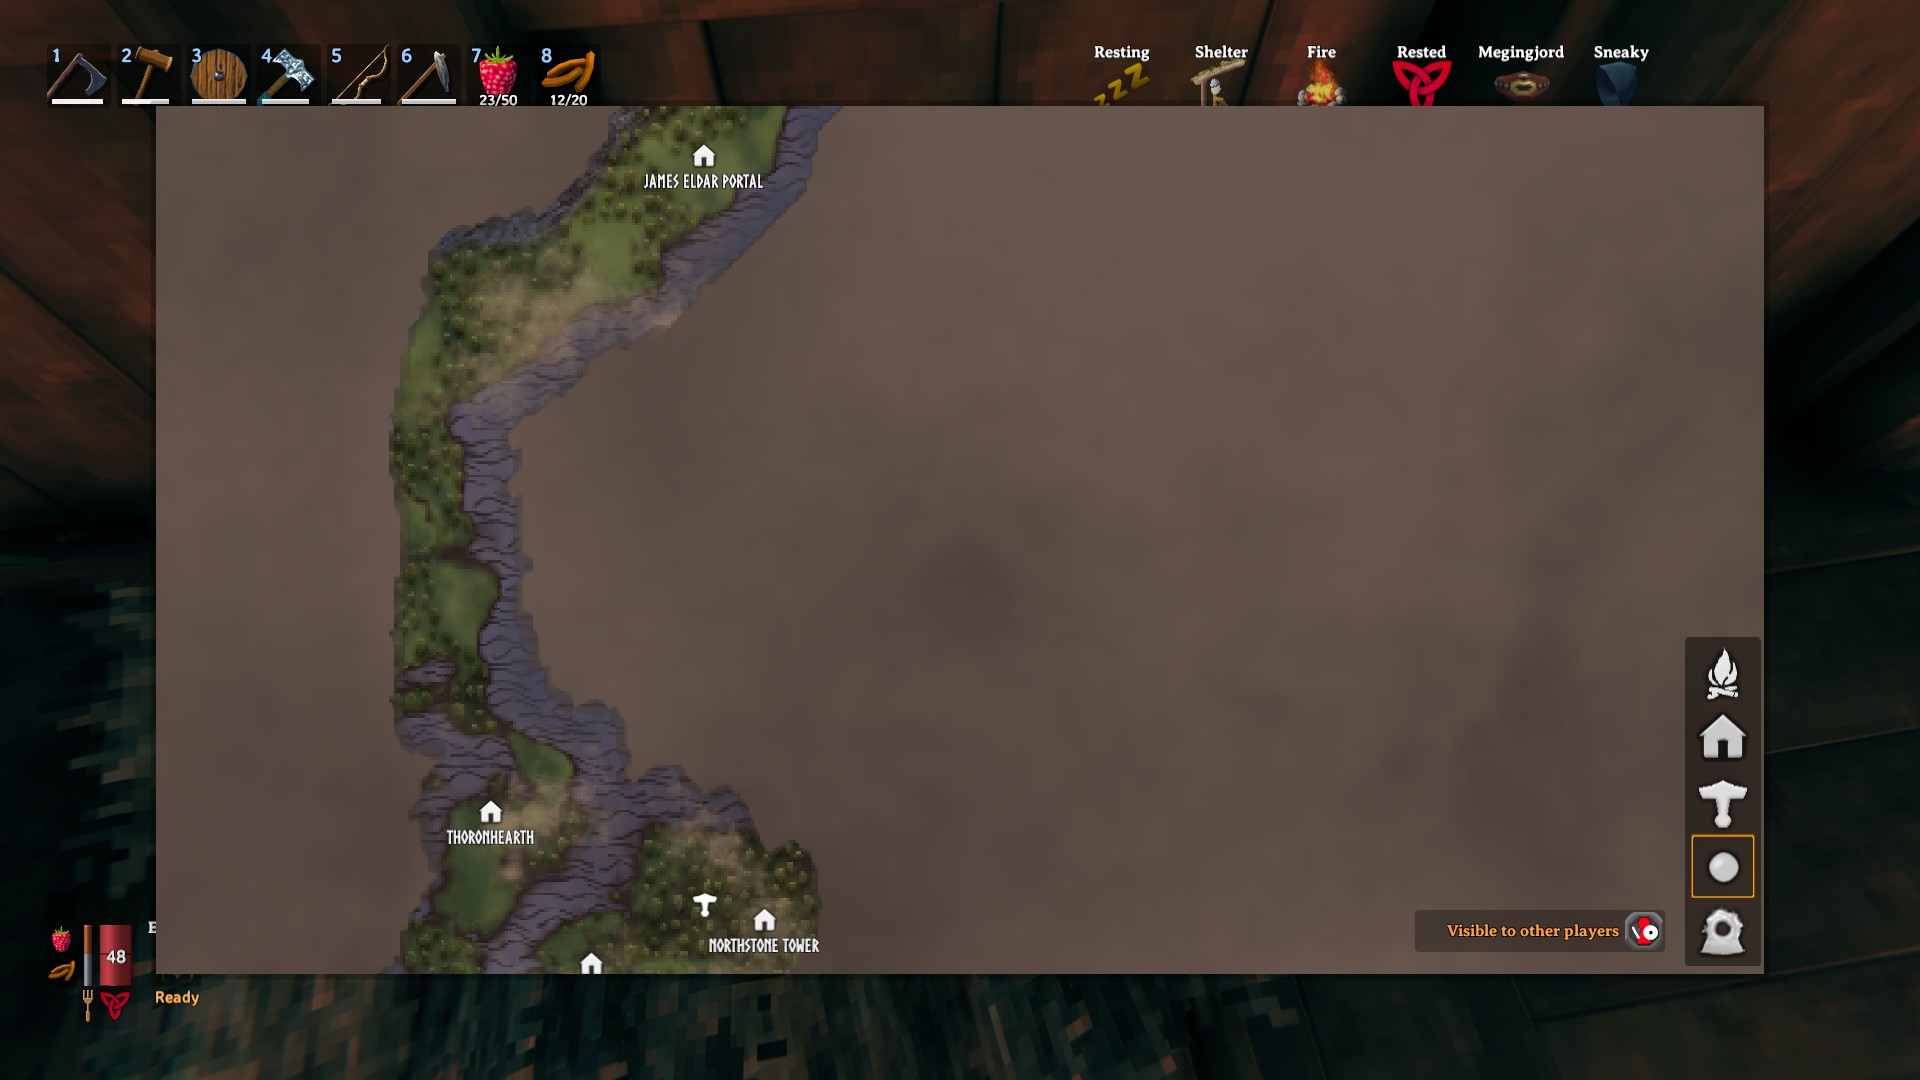 1
2
3
4
5
6
7
8
23/50
12/20
Resting
Shelter
Fire
Rested
Megingjord
Sneaky
JAMES ELDAR PORTAL
THORONHEARTH
NORTHSTONE TOWER
Visible to other players
48
E
Ready